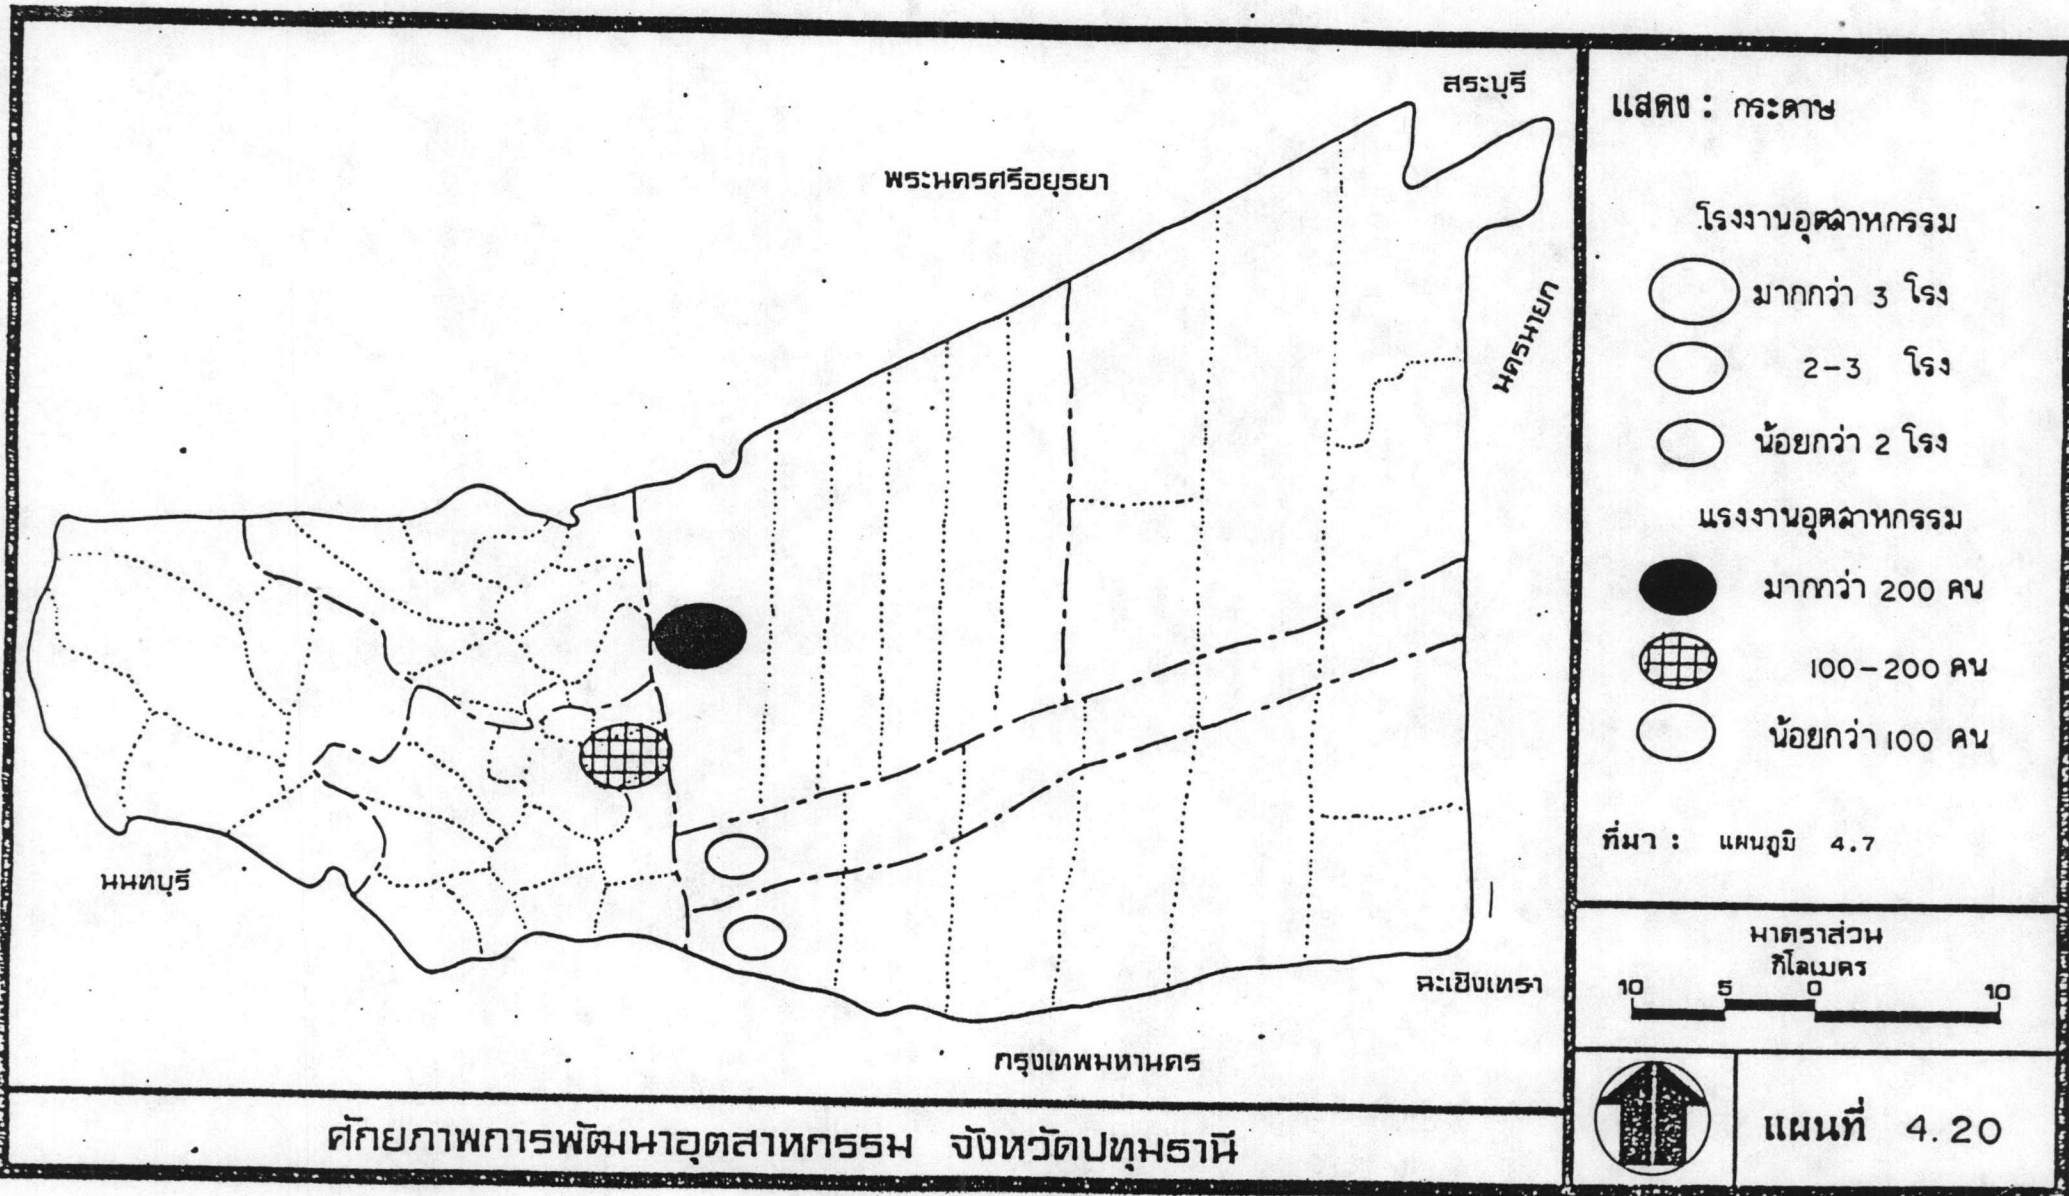 สระบุรี
พระนครศรีอยุธยา
นครนายก
นนทบุรี
ฉะเชิงเทรา
กรุงเทพมหานคร
ศักยภาพการพัฒนาอุตสาหกรรม จังหวัดปทุมธานี
แสดง : กระดาษ
โรงงานอุตสาหกรรม
มากกว่า 3 โรง
2-3 โรง
น้อยกว่า 2 โรง
แรงงานอุตสาหกรรม
มากกว่า 200 คน
100-200 คน
น้อยกว่า 100 คน
ที่มา : แผนภูมิ 4.7
มาตราส่วน
กิโลเมตร
10 5 0 10
แผนที่ 4.20